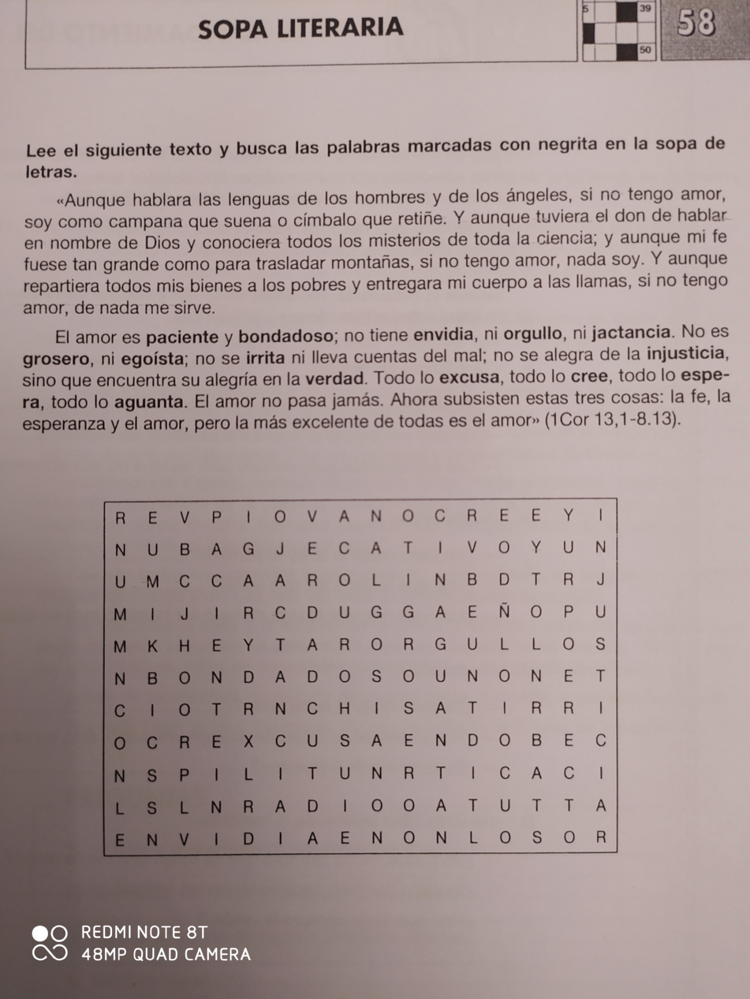 SOPA LITERARIA
5
39
50
58
Lee el siguiente texto y busca las palabras marcadas con negrita en la sopa de
letras.
«Aunque hablara las lenguas de los hombres y de los ángeles, si no tengo amor,
soy como campana que suena o címbalo que retiñe. Y aunque tuviera el don de hablar
en nombre de Dios y conociera todos los misterios de toda la ciencia; y aunque mi fe
fuese tan grande como para trasladar montañas, si no tengo amor, nada soy. Y aunque
repartiera todos mis bienes a los pobres y entregara mi cuerpo a las llamas, si no tengo
amor, de nada me sirve.
El amor es paciente y bondadoso; no tiene envidia, ni orgullo, ni jactancia. No es
grosero, ni egoísta; no se irrita ni lleva cuentas del mal; no se alegra de la injusticia,
sino que encuentra su alegría en la verdad. Todo lo excusa, todo lo cree, todo lo espe-
ra, todo lo aguanta. El amor no pasa jamás. Ahora subsisten estas tres cosas: la fe, la
esperanza y el amor, pero la más excelente de todas es el amor» (1Cor 13,1-8.13).
R E V P I O V A N O C R E E Y I
N U B A G J E C A T I V O Y U N
U M C C A A R O L I N B D T R J
M I J I R C D U G G A E Ñ O P U
M K H E Y T A R O R G U L L O S
N B O N D A D O S O U N O N E T
C I O T R N C H I S A T I R R I
O C R E X C U S A E N D O B E C
N S P I L I T U N R T I C A C I
L S L N R A D I O O A T U T T A
E N V I D I A E N O N L O S O R
REDMI NOTE 8T
48MP QUAD CAMERA